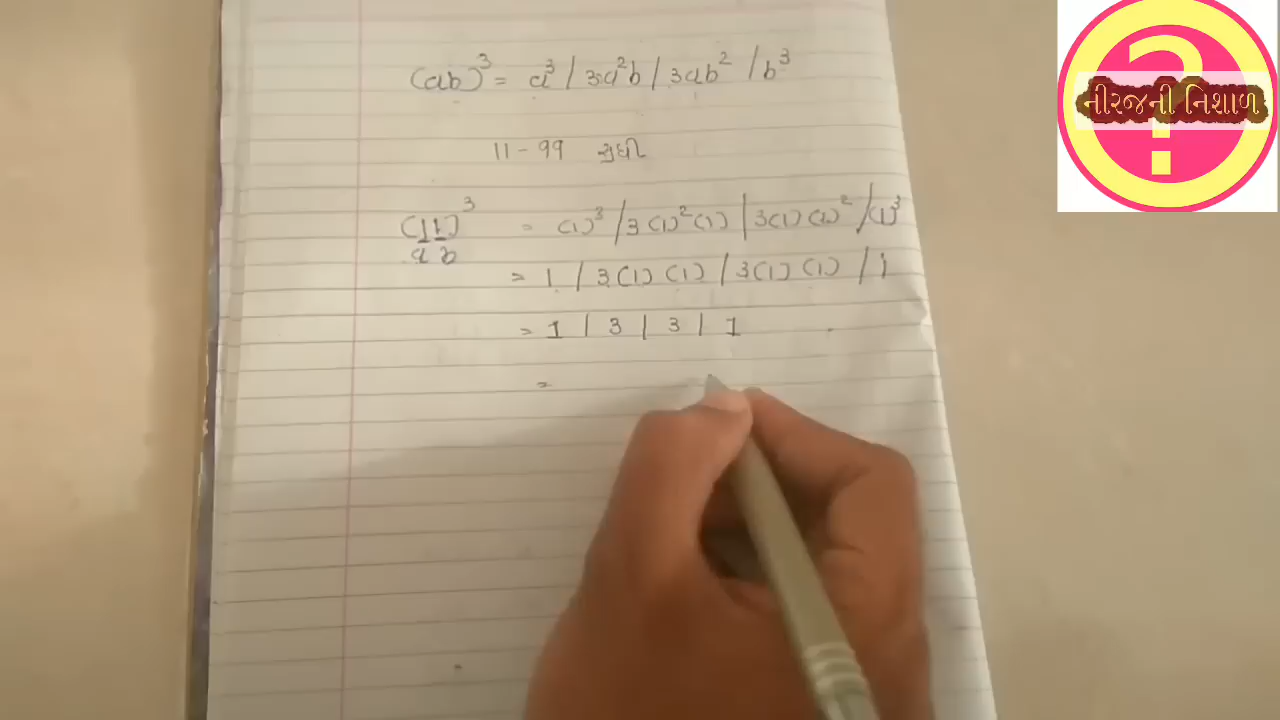 (ab)³ = a³ / 3a²b / 3ab² / b³
11 - 99 સુધી
(11)³ = (1)³ / 3(1)²(1) / 3(1)(1)² / (1)³
a b
= 1 / 3(1)(1) / 3(1)(1) / 1
= 1 / 3 / 3 / 1
=
?
નીરજની નિશાળ